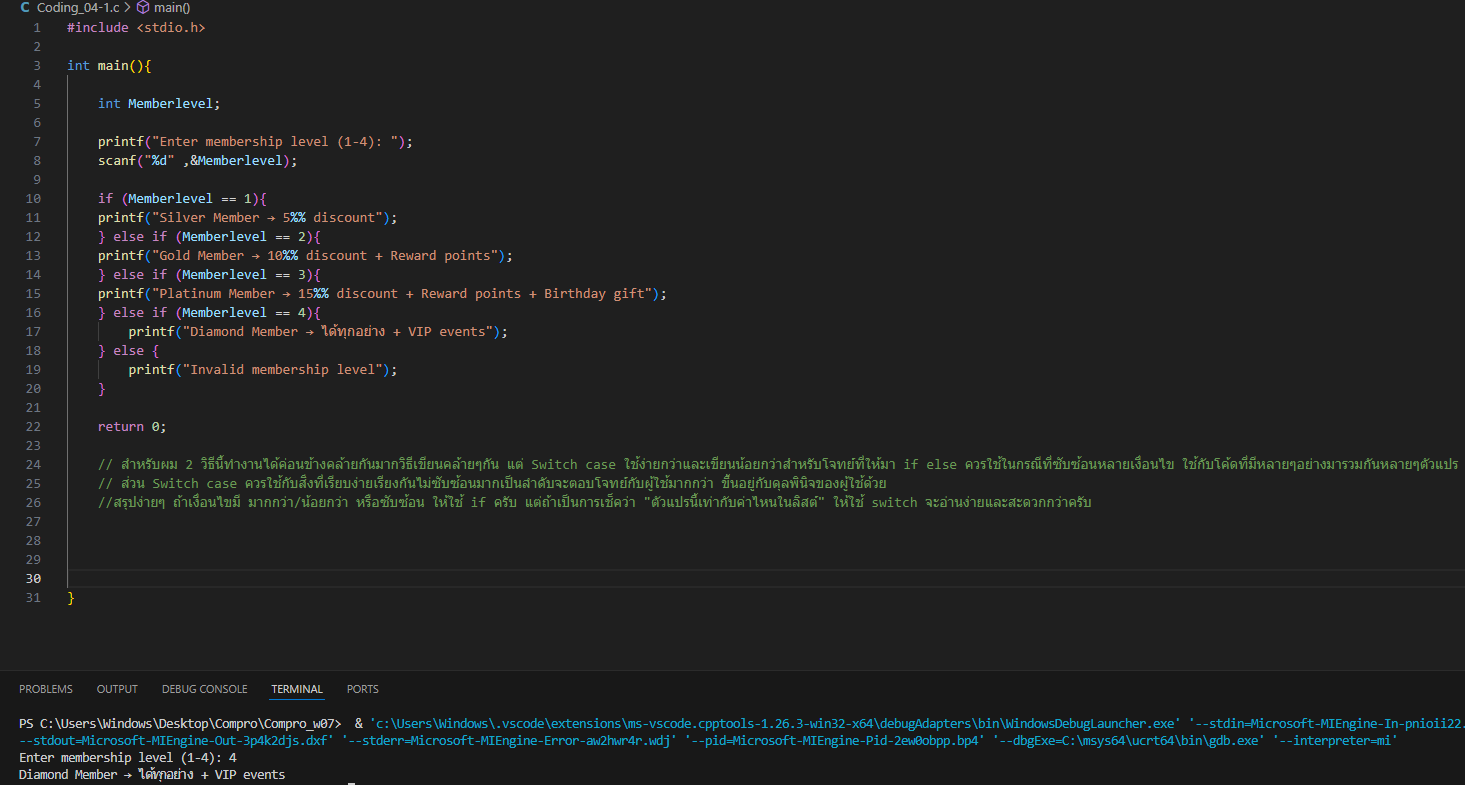 C Coding_04-1.c > main()
1 #include <stdio.h>
2
3 int main(){
4
5 int Memberlevel;
6
7 printf("Enter membership level (1-4): ");
8 scanf("%d" ,&Memberlevel);
9
10 if (Memberlevel == 1){
11 printf("Silver Member → 5%% discount");
12 } else if (Memberlevel == 2){
13 printf("Gold Member → 10%% discount + Reward points");
14 } else if (Memberlevel == 3){
15 printf("Platinum Member → 15%% discount + Reward points + Birthday gift");
16 } else if (Memberlevel == 4){
17 printf("Diamond Member → ได้ทุกอย่าง + VIP events");
18 } else {
19 printf("Invalid membership level");
20 }
21
22 return 0;
23
24 // สำหรับผม 2 วิธีนี้ทำงานได้ค่อนข้างคล้ายกันมากวิธีเขียนคล้ายๆกัน แต่ Switch case ใช้ง่ายกว่าและเขียนน้อยกว่าสำหรับโจทย์ที่ให้มา if else ควรใช้ในกรณีที่ซับซ้อนหลายเงื่อนไข ใช้กับโค้ดที่มีหลายๆอย่างมารวมกันหลายๆตัวแปร
25 // ส่วน Switch case ควรใช้กับสิ่งที่เรียบง่ายเรียงกันไม่ซับซ้อนมากเป็นลำดับจะตอบโจทย์กับผู้ใช้มากกว่า ขึ้นอยู่กับดุลพินิจของผู้ใช้ด้วย
26 //สรุปง่ายๆ ถ้าเงื่อนไขมี มากกว่า/น้อยกว่า หรือซับซ้อน ให้ใช้ if ครับ แต่ถ้าเป็นการเช็คว่า "ตัวแปรนี้เท่ากับค่าไหนในลิสต์" ให้ใช้ switch จะอ่านง่ายและสะดวกกว่าครับ
27
28
29
30
31 }
PROBLEMS OUTPUT DEBUG CONSOLE TERMINAL PORTS
PS C:\Users\Windows\Desktop\Compro\Compro_w07> & 'c:\Users\Windows\.vscode\extensions\ms-vscode.cpptools-1.26.3-win32-x64\debugAdapters\bin\WindowsDebugLauncher.exe' '--stdin=Microsoft-MIEngine-In-pnioii22.
--stdout=Microsoft-MIEngine-Out-3p4k2djs.dxf' '--stderr=Microsoft-MIEngine-Error-aw2hwr4r.wdj' '--pid=Microsoft-MIEngine-Pid-2ew0obpp.bp4' '--dbgExe=C:\msys64\ucrt64\bin\gdb.exe' '--interpreter=mi'
Enter membership level (1-4): 4
Diamond Member → ได้ทุกอย่าง + VIP events